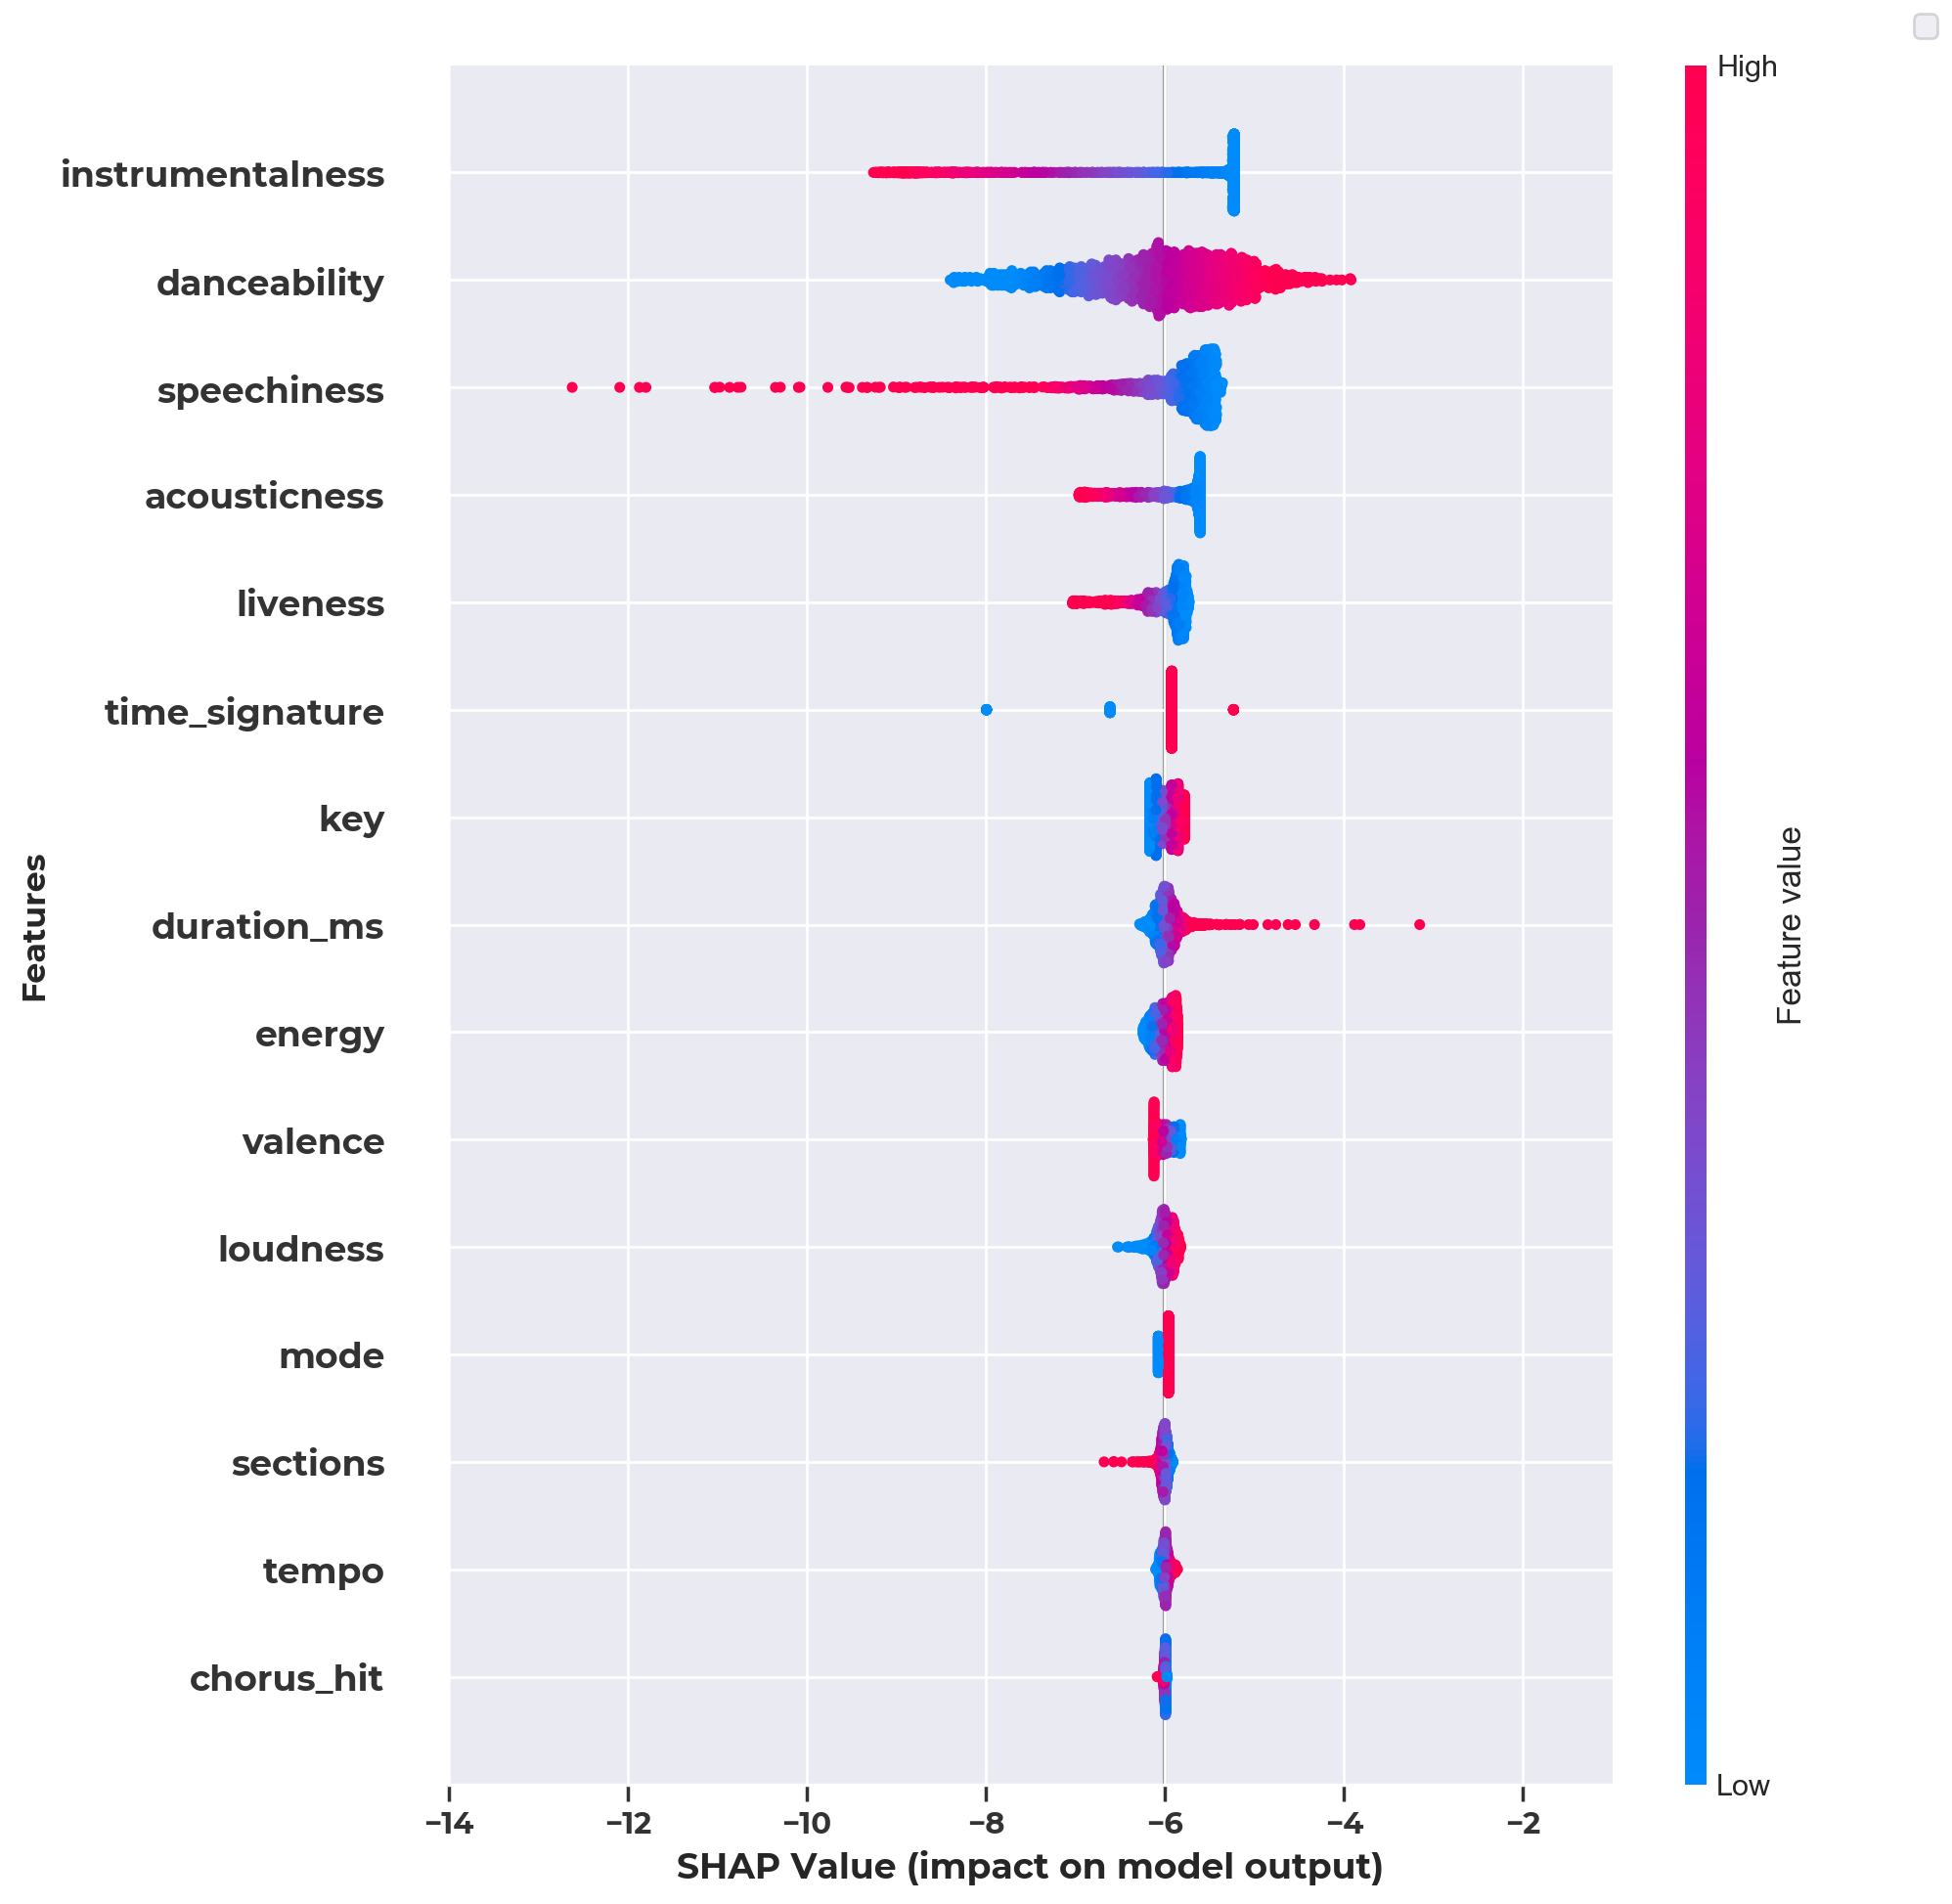 High
instrumentalness
danceability
speechiness
acousticness
liveness
time_signature
key
duration_ms
energy
valence
loudness
mode
sections
tempo
chorus_hit
Features
Feature value
Low
−14 −12 −10 −8 −6 −4 −2
SHAP Value (impact on model output)